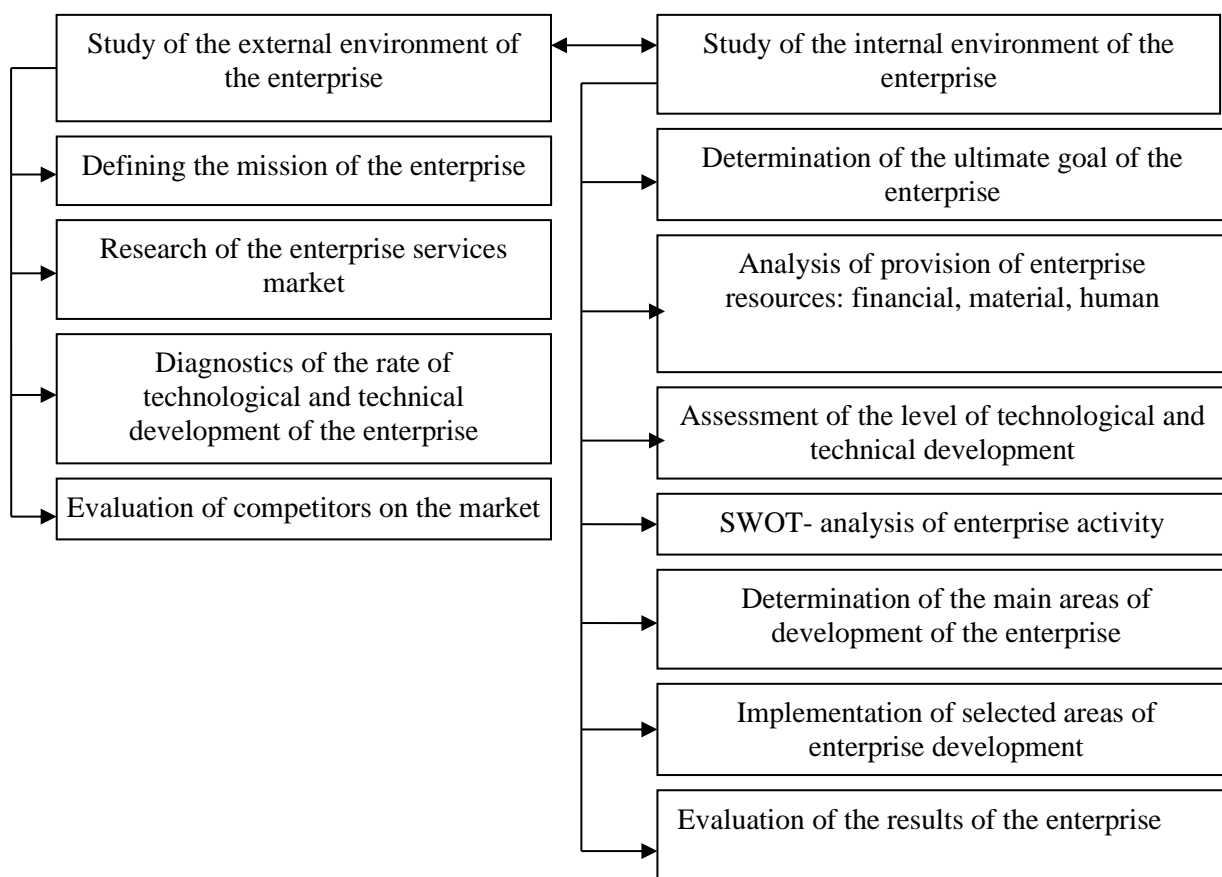 Study of the external environment of
the enterprise
Defining the mission of the enterprise
Research of the enterprise services
market
Diagnostics of the rate of
technological and technical
development of the enterprise
Evaluation of competitors on the market
Study of the internal environment of the
enterprise
Determination of the ultimate goal of the
enterprise
Analysis of provision of enterprise
resources: financial, material, human
Assessment of the level of technological and
technical development
SWOT- analysis of enterprise activity
Determination of the main areas of
development of the enterprise
Implementation of selected areas of
enterprise development
Evaluation of the results of the enterprise